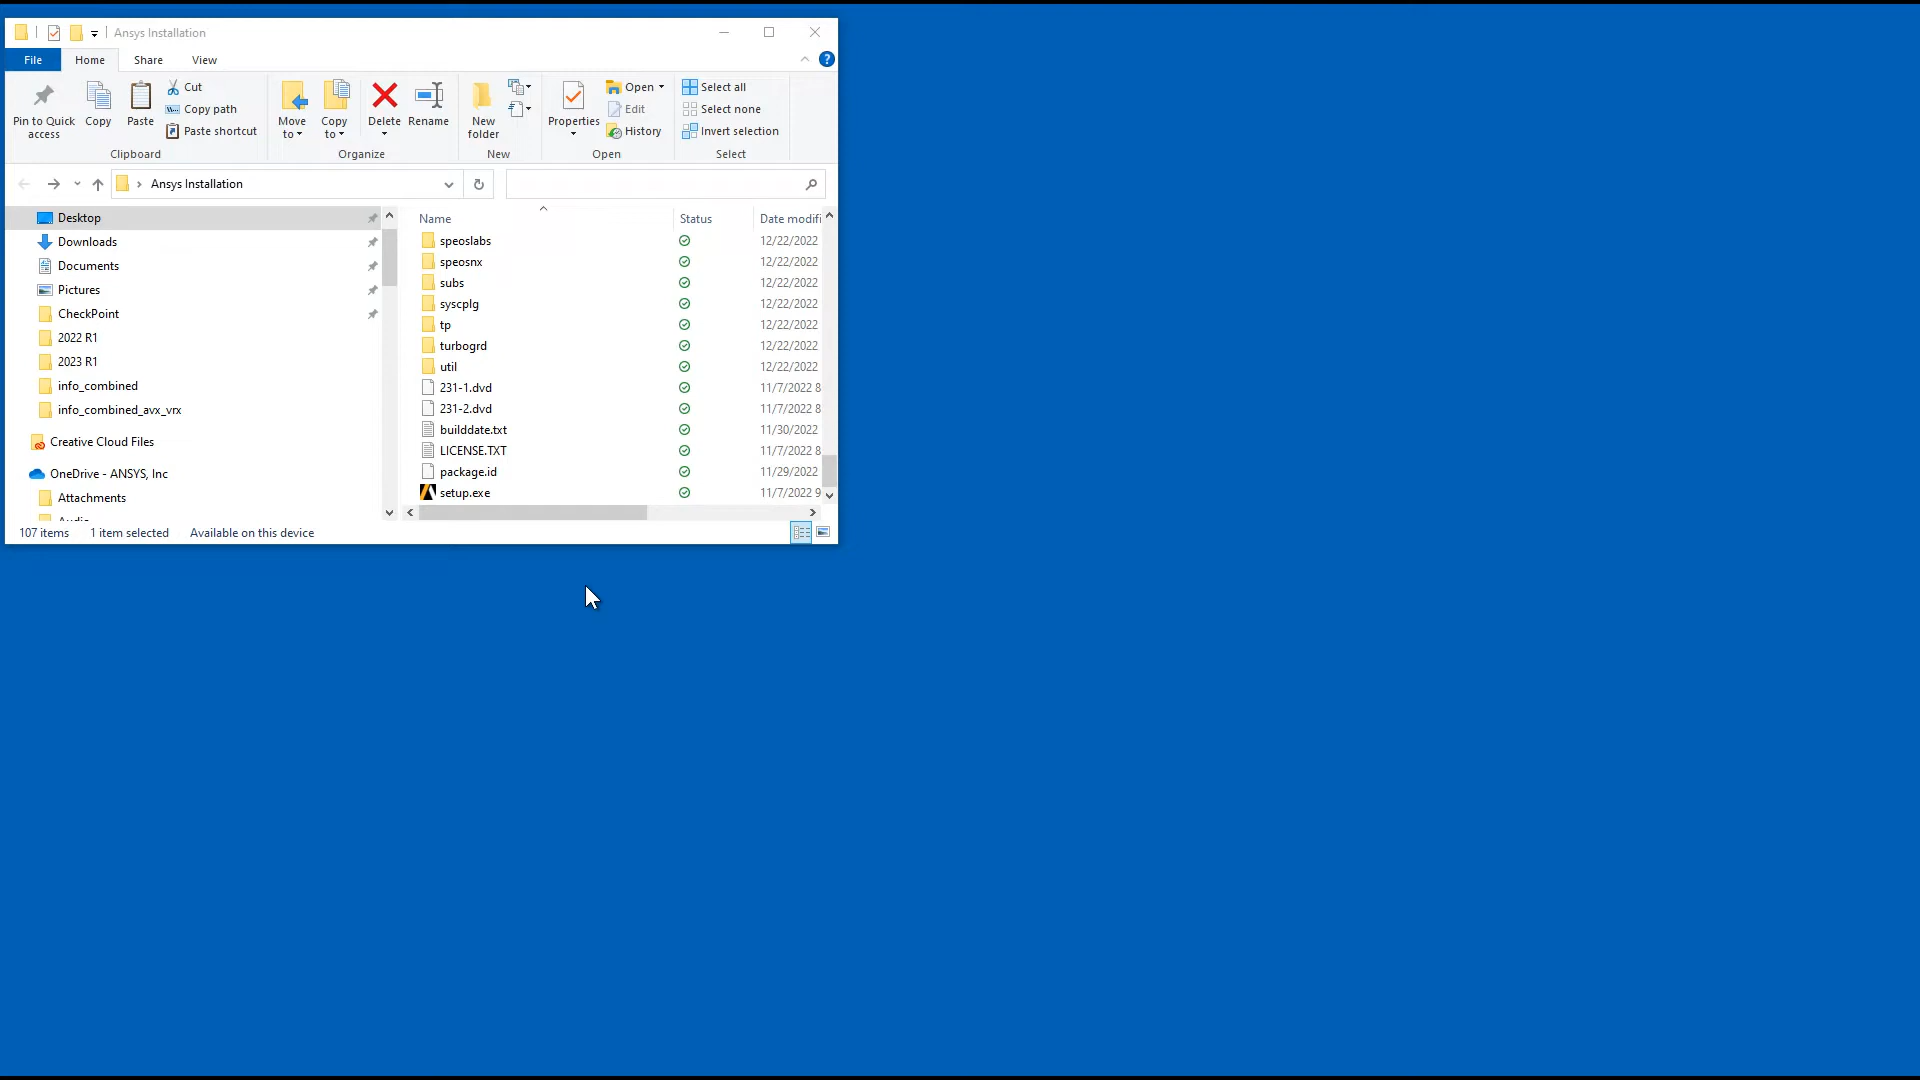 Ansys Installation
File Home Share View
Pin to Quick access
Copy
Paste
Cut
Copy path
Paste shortcut
Clipboard
Move to
Copy to
Delete
Rename
Organize
New folder
New
Properties
Open
Edit
History
Open
Select all
Select none
Invert selection
Select
Ansys Installation
Desktop
Downloads
Documents
Pictures
CheckPoint
2022 R1
2023 R1
info_combined
info_combined_avx_vrx
Creative Cloud Files
OneDrive - ANSYS, Inc
Attachments
Name Status Date modifi
speoslabs 12/22/2022
speosnx 12/22/2022
subs 12/22/2022
syscplg 12/22/2022
tp 12/22/2022
turbogrd 12/22/2022
util 12/22/2022
231-1.dvd 11/7/2022 8
231-2.dvd 11/7/2022 8
builddate.txt 11/30/2022
LICENSE.TXT 11/7/2022 8
package.id 11/29/2022
setup.exe 11/7/2022 9
107 items 1 item selected Available on this device